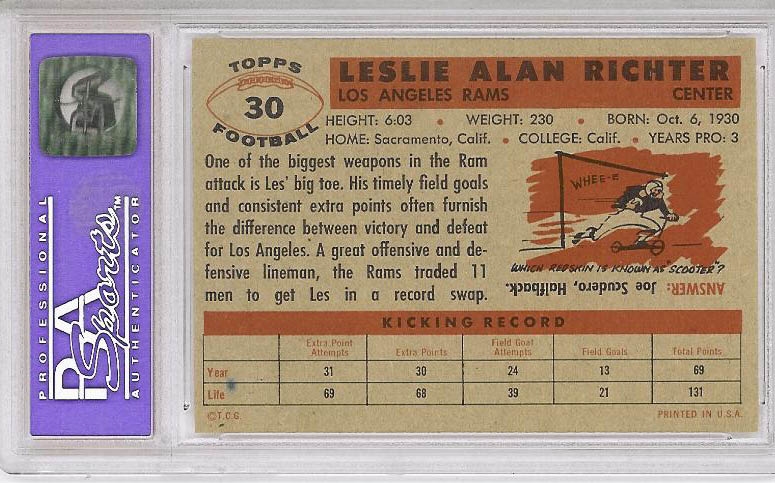 PROFESSIONAL
PSA Sports™
AUTHENTICATOR
TOPPS
30
FOOTBALL
LESLIE ALAN RICHTER
LOS ANGELES RAMS CENTER
HEIGHT: 6:03 • WEIGHT: 230 • BORN: Oct. 6, 1930
HOME: Sacramento, Calif. • COLLEGE: Calif. • YEARS PRO: 3
One of the biggest weapons in the Ram
attack is Les' big toe. His timely field goals
and consistent extra points often furnish
the difference between victory and defeat
for Los Angeles. A great offensive and de-
fensive lineman, the Rams traded 11
men to get Les in a record swap.
WHEE-E
WHICH REDSKIN IS KNOWN AS "SCOOTER"?
ANSWER: Joe Scudero, Halfback.
KICKING RECORD
Extra Point Attempts Extra Points Field Goal Attempts Field Goals Total Points
Year 31 30 24 13 69
Life 69 68 39 21 131
©T.C.G. PRINTED IN U.S.A.